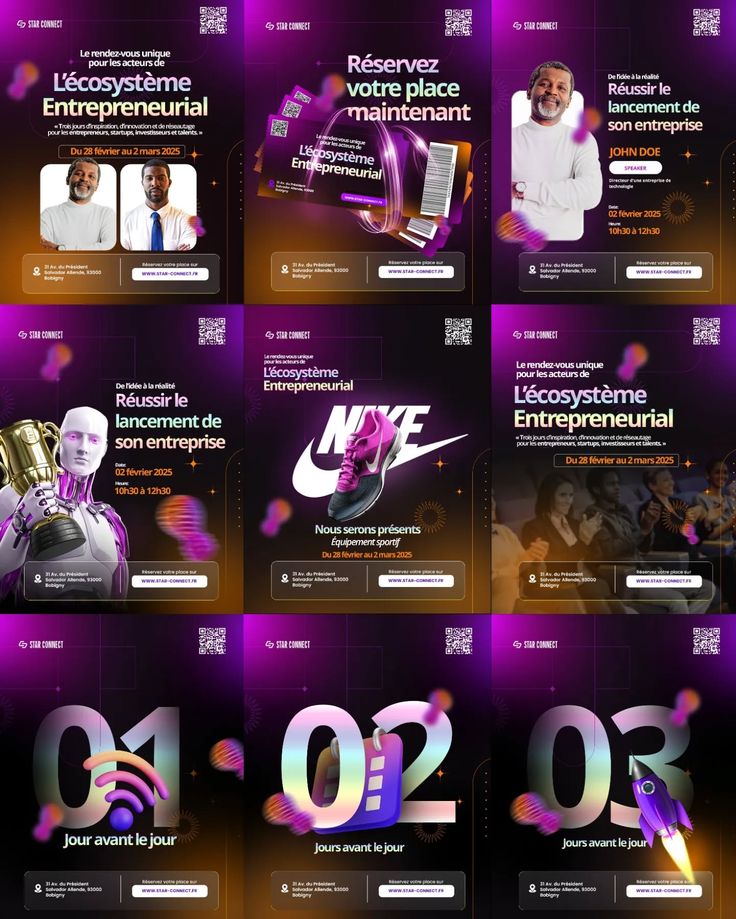 STAR CONNECT
Le rendez-vous unique
pour les acteurs de
L'écosystème
Entrepreneurial
« Trois jours d'inspiration, d'innovation et de réseautage
pour les entrepreneurs, startups, investisseurs et talents. »
Du 28 février au 2 mars 2025
31 Av. du Président
Salvador Allende, 93000
Bobigny
Réservez votre place sur
WWW.STAR-CONNECT.FR
STAR CONNECT
Réservez
votre place
maintenant
Le rendez-vous unique
pour les acteurs de
L'écosystème
Entrepreneurial
31 Av. du Président
Salvador Allende, 93000
Bobigny
WWW.STAR-CONNECT.FR
31 Av. du Président
Salvador Allende, 93000
Bobigny
Réservez votre place sur
WWW.STAR-CONNECT.FR
STAR CONNECT
De l'idée à la réalité
Réussir le
lancement de
son entreprise
JOHN DOE
SPEAKER
Directeur d'une entreprise de
technologie
Date:
02 février 2025
Heure:
10h30 à 12h30
31 Av. du Président
Salvador Allende, 93000
Bobigny
Réservez votre place sur
WWW.STAR-CONNECT.FR
STAR CONNECT
De l'idée à la réalité
Réussir le
lancement de
son entreprise
Date:
02 février 2025
Heure:
10h30 à 12h30
31 Av. du Président
Salvador Allende, 93000
Bobigny
Réservez votre place sur
WWW.STAR-CONNECT.FR
STAR CONNECT
Le rendez-vous unique
pour les acteurs de
L'écosystème
Entrepreneurial
NIKE
Nous serons présents
Équipement sportif
Du 28 février au 2 mars 2025
31 Av. du Président
Salvador Allende, 93000
Bobigny
Réservez votre place sur
WWW.STAR-CONNECT.FR
STAR CONNECT
Le rendez-vous unique
pour les acteurs de
L'écosystème
Entrepreneurial
« Trois jours d'inspiration, d'innovation et de réseautage
pour les entrepreneurs, startups, investisseurs et talents. »
Du 28 février au 2 mars 2025
31 Av. du Président
Salvador Allende, 93000
Bobigny
Réservez votre place sur
WWW.STAR-CONNECT.FR
STAR CONNECT
01
Jour avant le jour
31 Av. du Président
Salvador Allende, 93000
Bobigny
Réservez votre place sur
WWW.STAR-CONNECT.FR
STAR CONNECT
02
Jours avant le jour
31 Av. du Président
Salvador Allende, 93000
Bobigny
Réservez votre place sur
WWW.STAR-CONNECT.FR
STAR CONNECT
03
Jours avant le jour
31 Av. du Président
Salvador Allende, 93000
Bobigny
Réservez votre place sur
WWW.STAR-CONNECT.FR